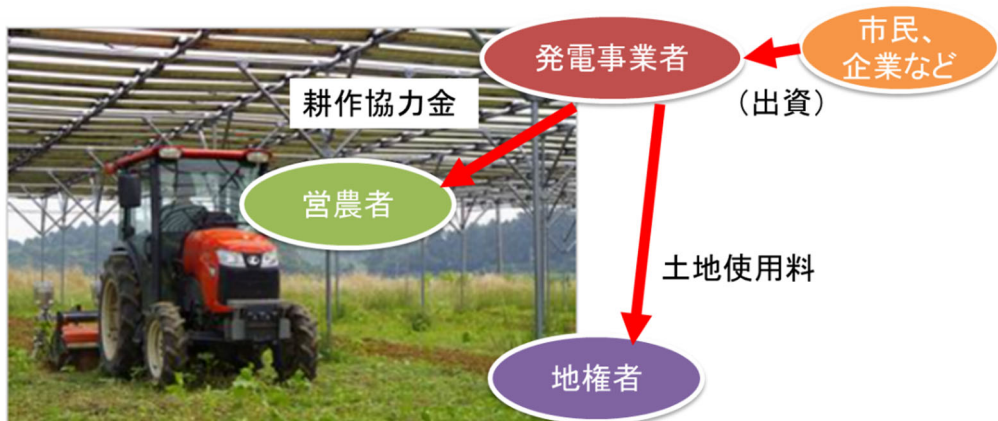 市民、
企業など
発電事業者
（出資）
耕作協力金
営農者
土地使用料
地権者